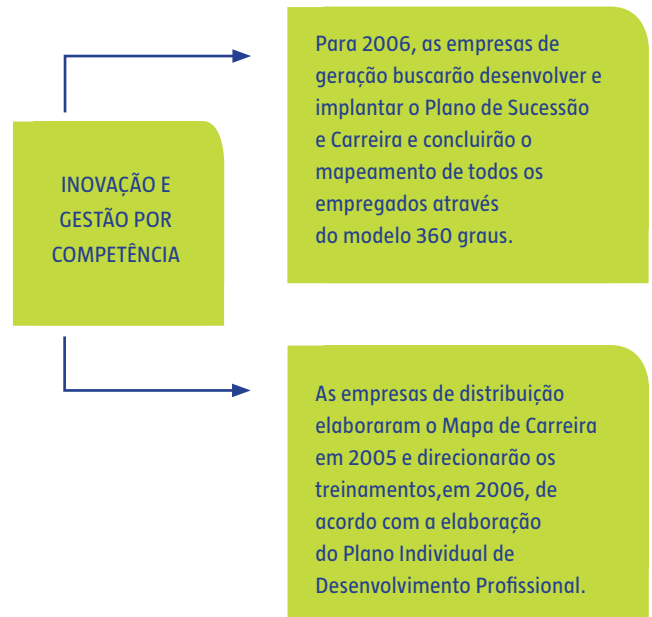 INOVAÇÃO E
GESTÃO POR
COMPETÊNCIA
Para 2006, as empresas de
geração buscarão desenvolver e
implantar o Plano de Sucessão
e Carreira e concluirão o
mapeamento de todos os
empregados através
do modelo 360 graus.
As empresas de distribuição
elaboraram o Mapa de Carreira
em 2005 e direcionarão os
treinamentos,em 2006, de
acordo com a elaboração
do Plano Individual de
Desenvolvimento Profissional.